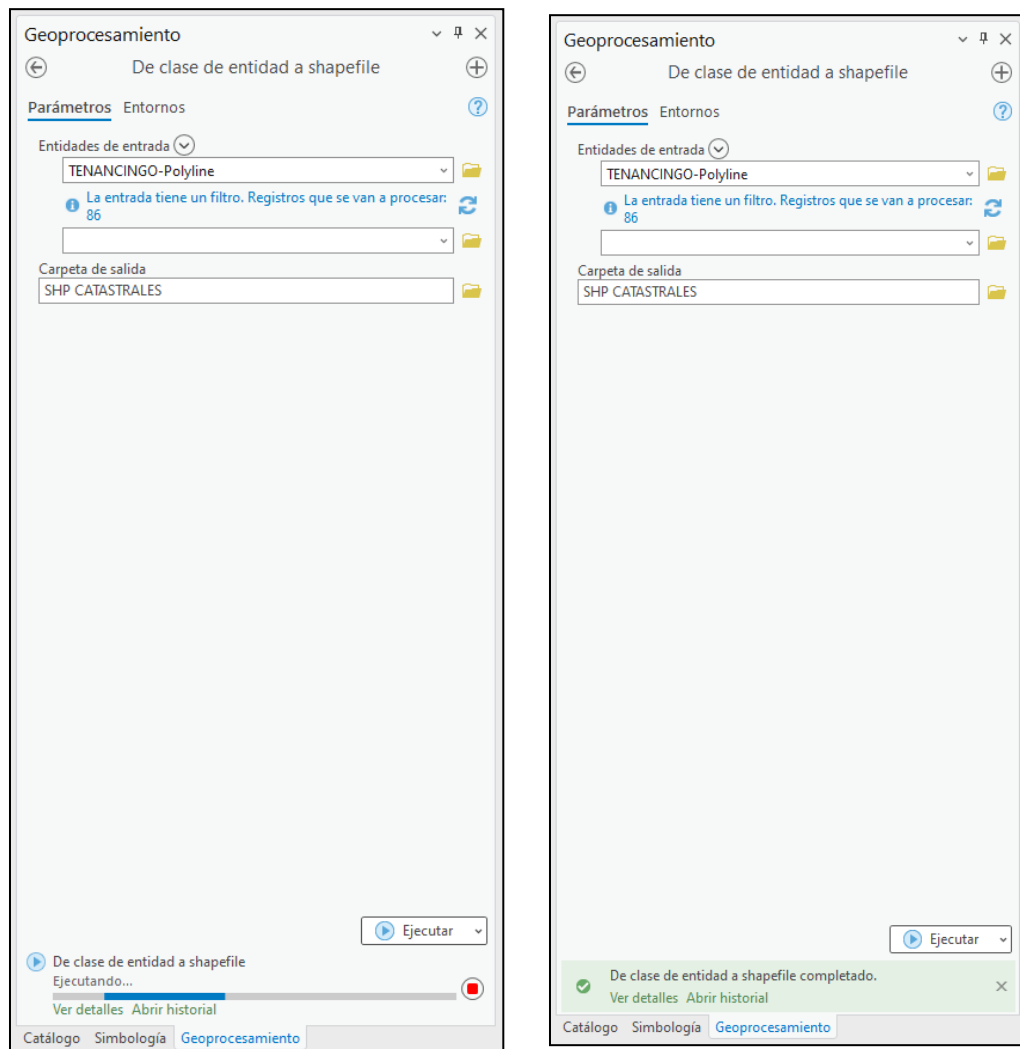 Geoprocesamiento
De clase de entidad a shapefile
Parámetros Entornos
Entidades de entrada
TENANCINGO-Polyline
La entrada tiene un filtro. Registros que se van a procesar:
86
Carpeta de salida
SHP CATASTRALES
Ejecutar
De clase de entidad a shapefile
Ejecutando...
Ver detalles Abrir historial
Catálogo Simbología Geoprocesamiento
Geoprocesamiento
De clase de entidad a shapefile
Parámetros Entornos
Entidades de entrada
TENANCINGO-Polyline
La entrada tiene un filtro. Registros que se van a procesar:
86
Carpeta de salida
SHP CATASTRALES
Ejecutar
De clase de entidad a shapefile completado.
Ver detalles Abrir historial
Catálogo Simbología Geoprocesamiento